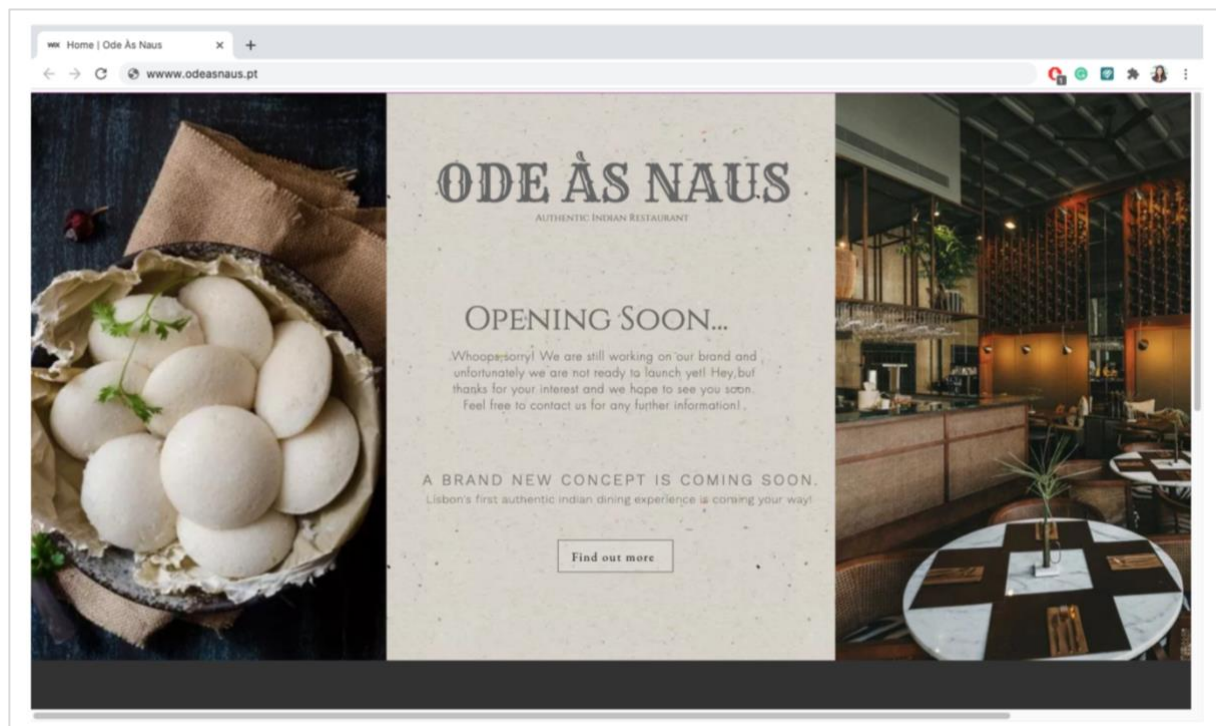 WIX Home | Ode Às Naus
wwww.odeasnaus.pt
1
ODE ÀS NAUS
Authentic Indian Restaurant
Opening Soon...
Whoops,sorry! We are still working on our brand and
unfortunately we are not ready to launch yet! Hey,but
thanks for your interest and we hope to see you soon.
Feel free to contact us for any further information!
A BRAND NEW CONCEPT IS COMING SOON.
Lisbon's first authentic indian dining experience is coming your way!
Find out more